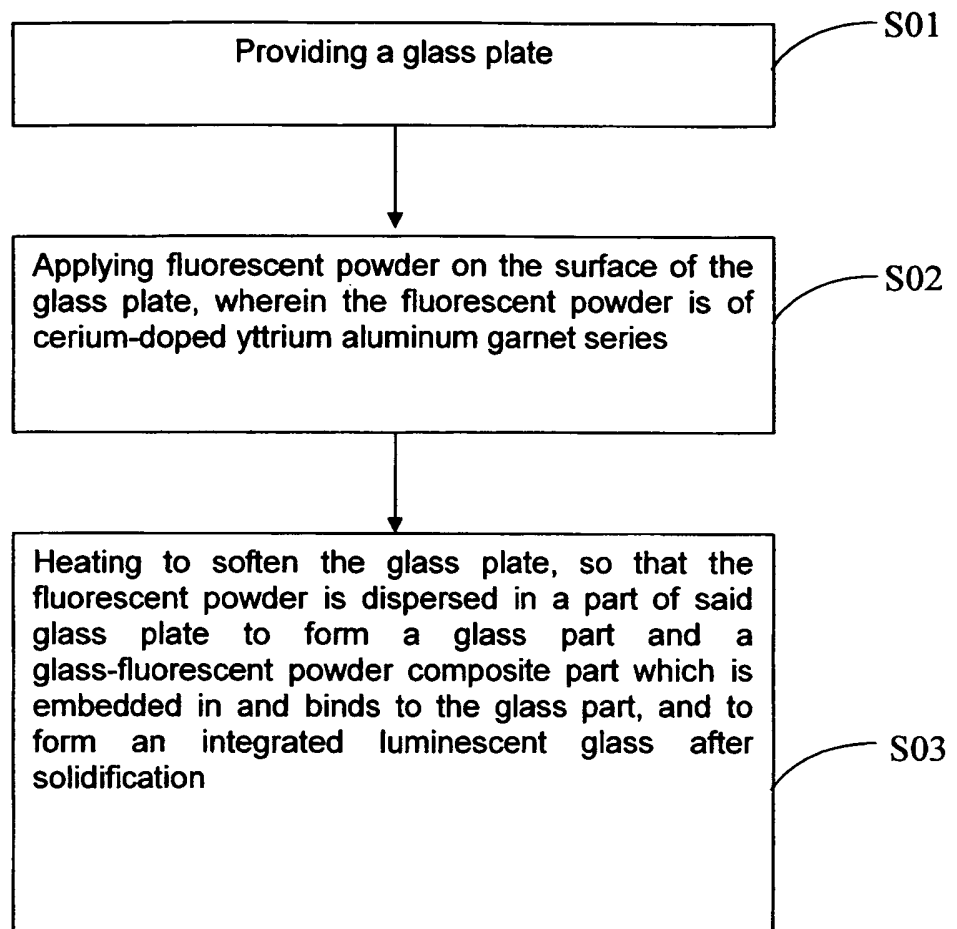 Providing a glass plate
S01
Applying fluorescent powder on the surface of the
glass plate, wherein the fluorescent powder is of
cerium-doped yttrium aluminum garnet series
S02
Heating to soften the glass plate, so that the
fluorescent powder is dispersed in a part of said
glass plate to form a glass part and a
glass-fluorescent powder composite part which is
embedded in and binds to the glass part, and to
form an integrated luminescent glass after
solidification
S03